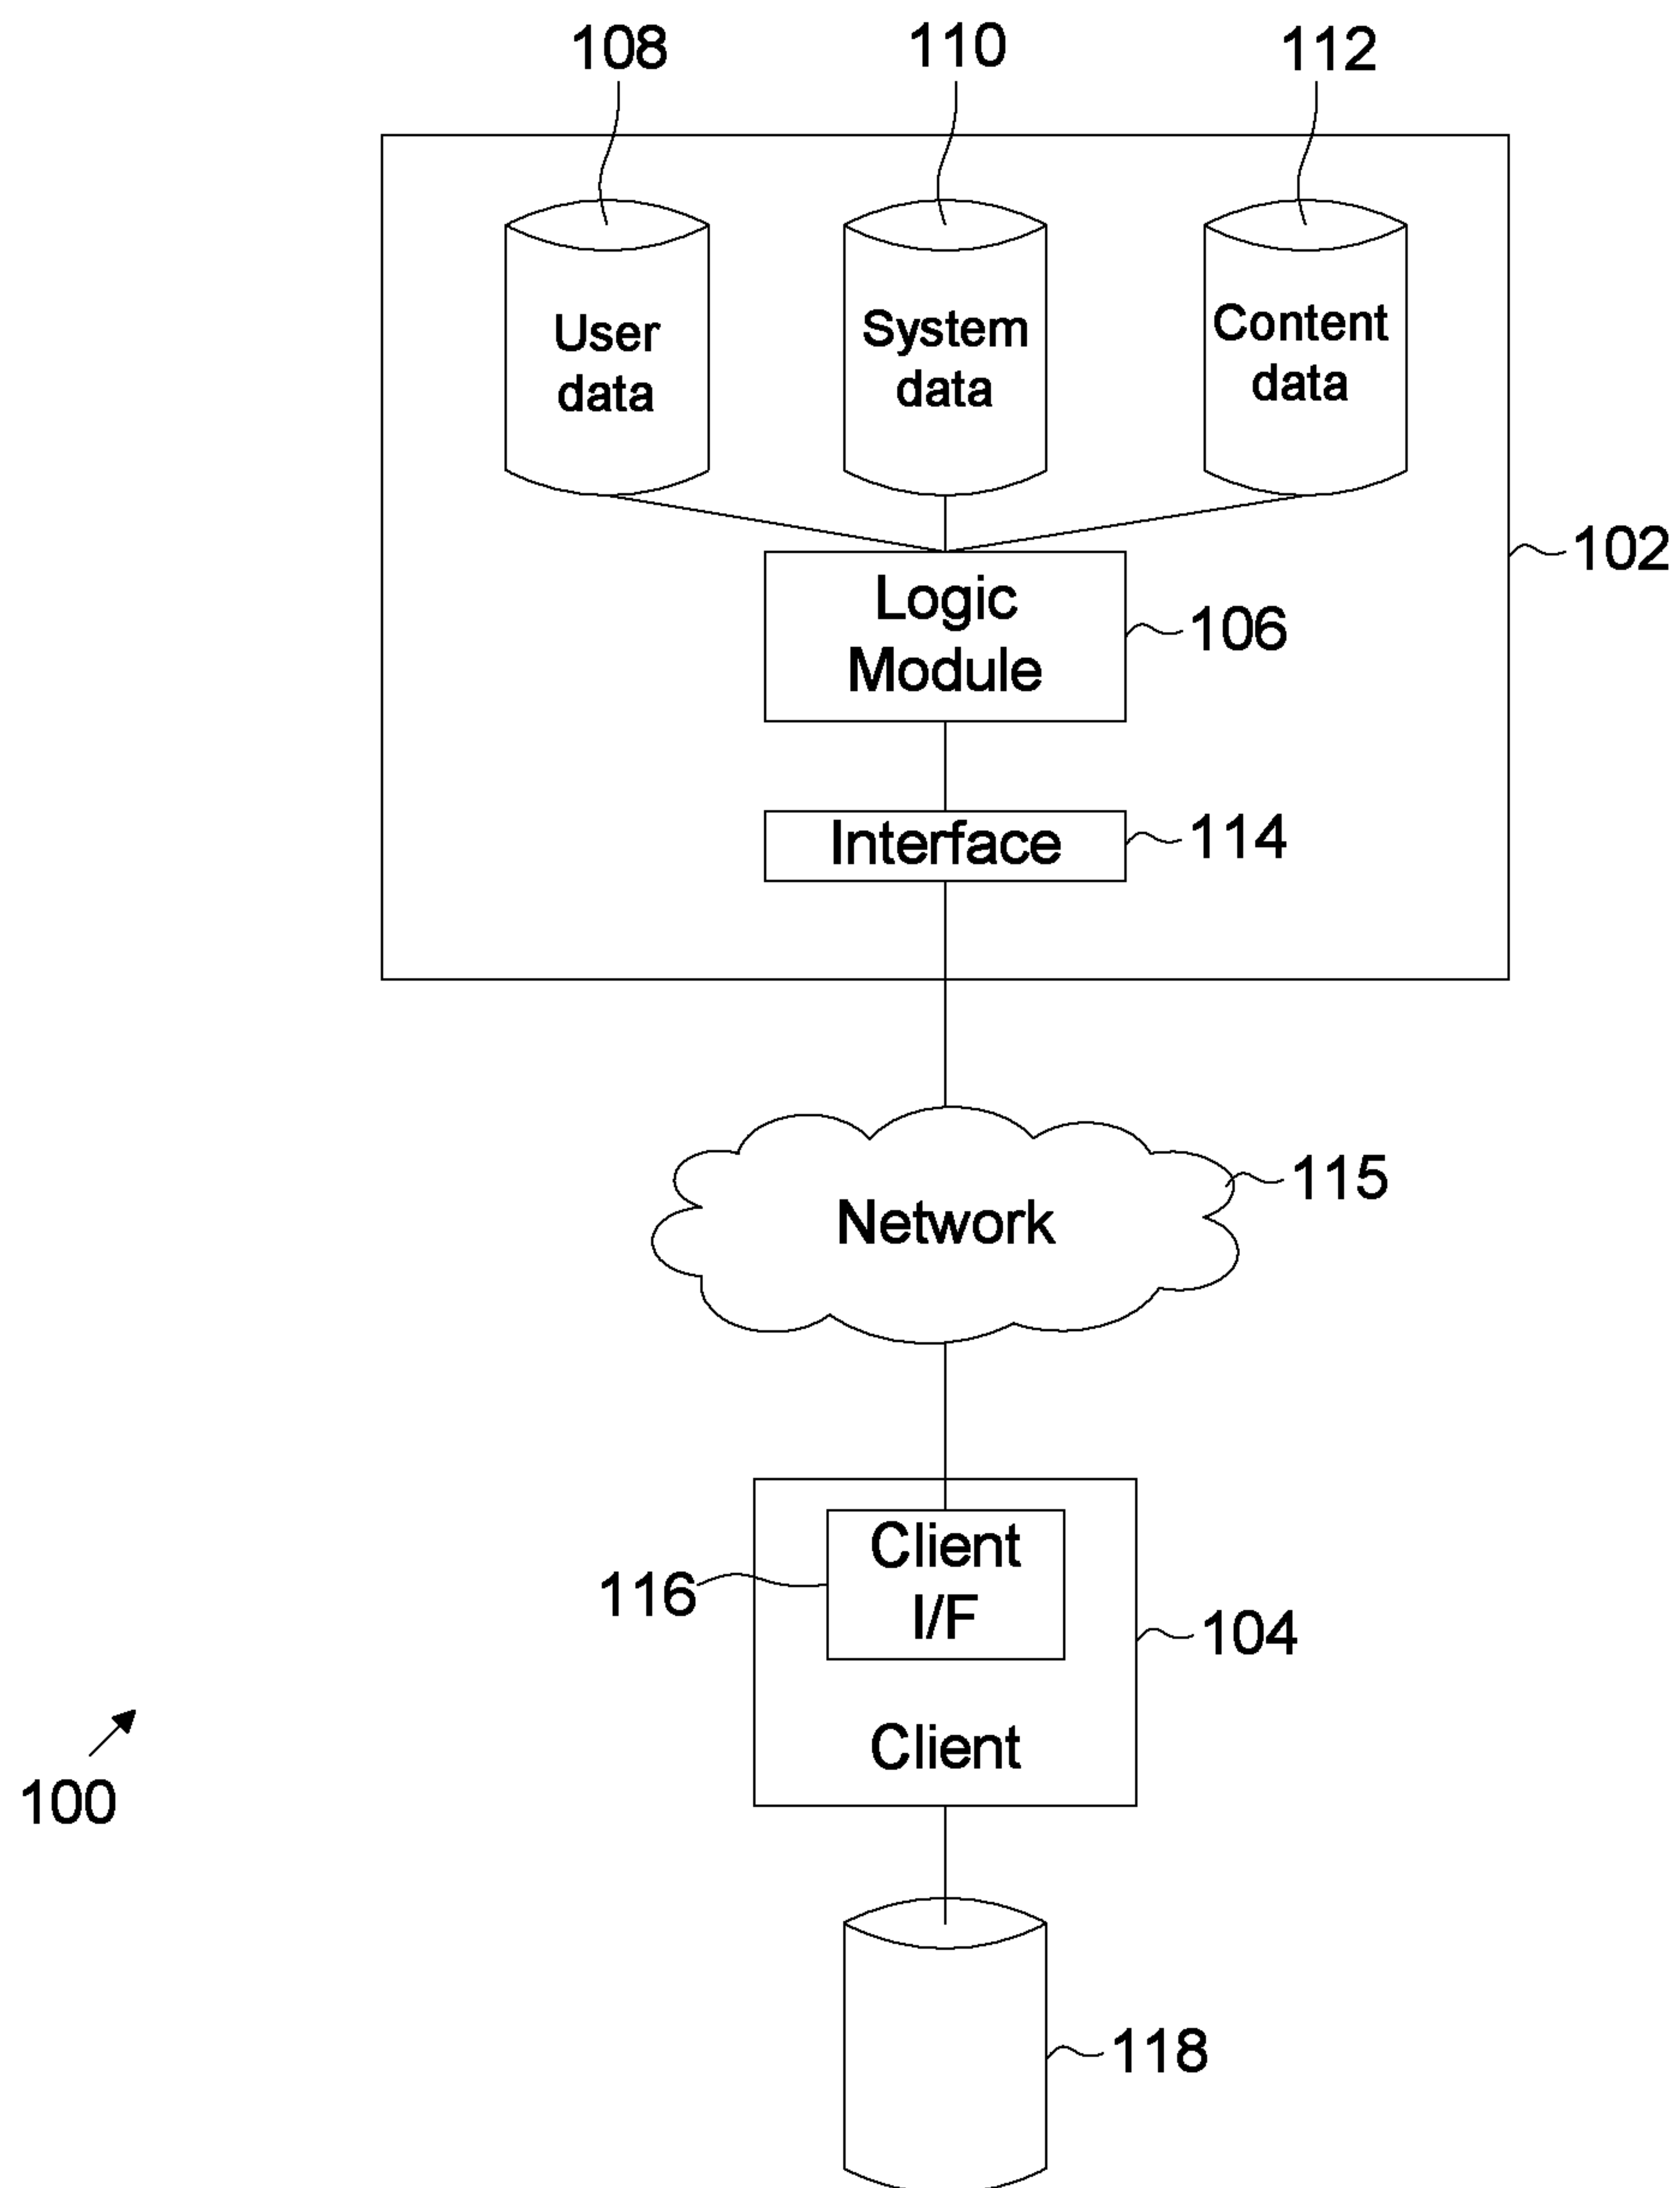 108
110
112
User
data
System
data
Content
data
102
Logic
Module
106
Interface
114
115
Network
Client
I/F
116
104
Client
100
118